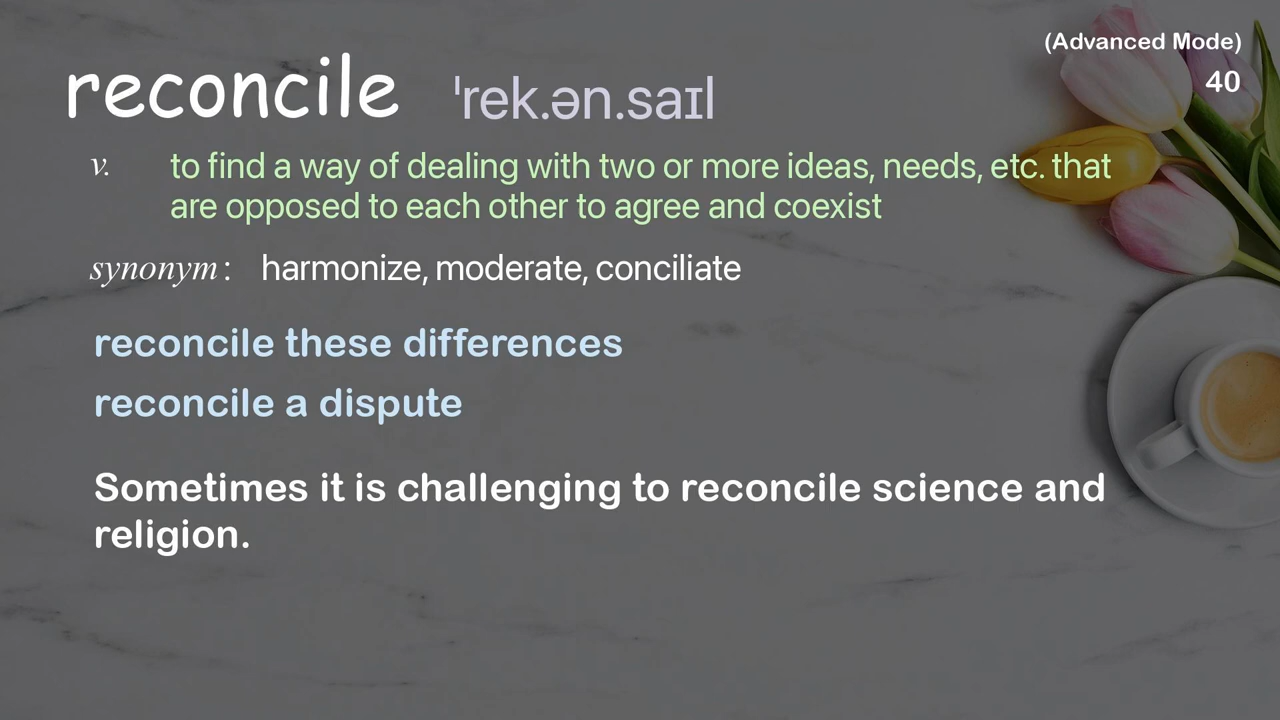 (Advanced Mode)
reconcile ˈrek.ən.saɪl
40
v. to find a way of dealing with two or more ideas, needs, etc. that
are opposed to each other to agree and coexist
synonym : harmonize, moderate, conciliate
reconcile these differences
reconcile a dispute
Sometimes it is challenging to reconcile science and
religion.